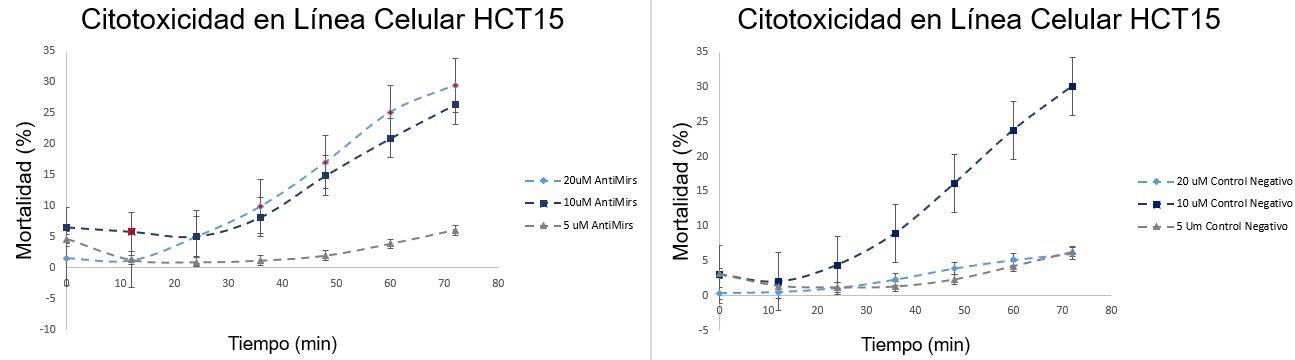 Citotoxicidad en Línea Celular HCT15
35
30
25
20
15
10
5
0
-5
-10
Mortalidad (%)
0 10 20 30 40 50 60 70 80
Tiempo (min)
20uM AntiMirs
10uM AntiMirs
5 uM AntiMirs
Citotoxicidad en Línea Celular HCT15
35
30
25
20
15
10
5
0
-5
Mortalidad (%)
0 10 20 30 40 50 60 70 80
Tiempo (min)
20 uM Control Negativo
10 uM Control Negativo
5 Um Control Negativo